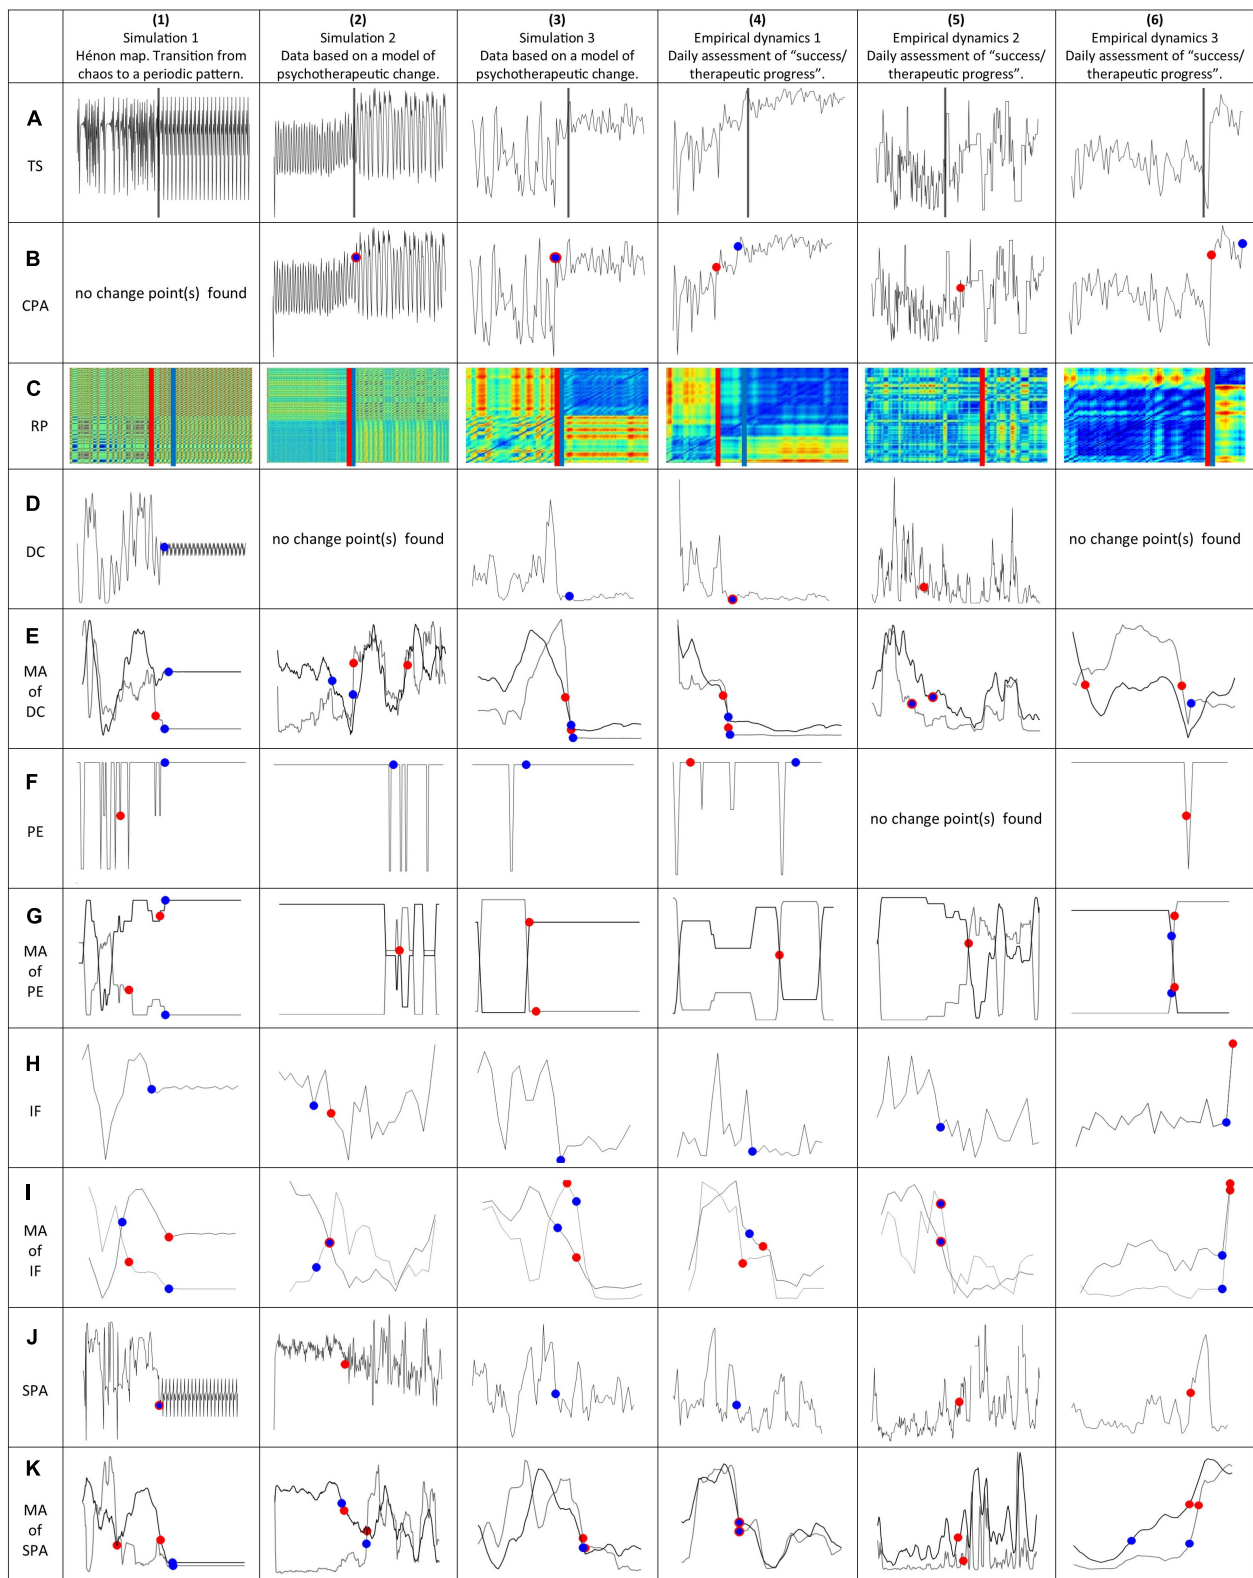 (1)
Simulation 1
Hénon map. Transition from
chaos to a periodic pattern.
(2)
Simulation 2
Data based on a model of
psychotherapeutic change.
(3)
Simulation 3
Data based on a model of
psychotherapeutic change.
(4)
Empirical dynamics 1
Daily assessment of “success/
therapeutic progress”.
(5)
Empirical dynamics 2
Daily assessment of “success/
therapeutic progress”.
(6)
Empirical dynamics 3
Daily assessment of “success/
therapeutic progress”.
A
TS
B
CPA
no change point(s) found
C
RP
D
DC
no change point(s) found
no change point(s) found
E
MA
of
DC
F
PE
no change point(s) found
G
MA
of
PE
H
IF
I
MA
of
IF
J
SPA
K
MA
of
SPA